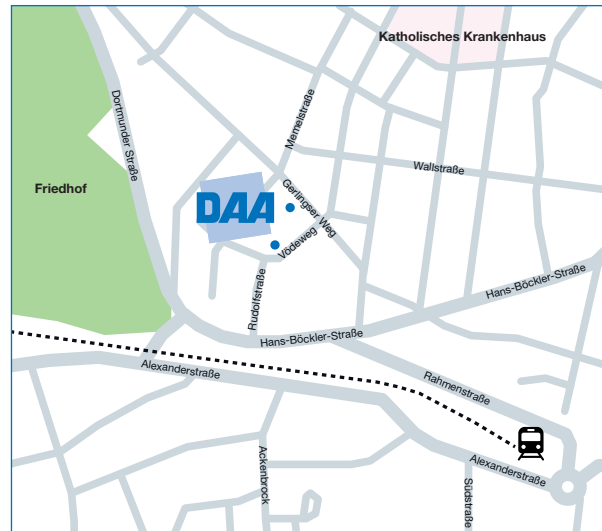 Katholisches Krankenhaus
Dortmunder Straße
Memelstraße
Wallstraße
Friedhof
DAA
Gerlingser Weg
Vödeweg
Rudolfstraße
Hans-Böckler-Straße
Hans-Böckler-Straße
Alexanderstraße
Rahmenstraße
Ackenbrock
Alexanderstraße
Südstraße